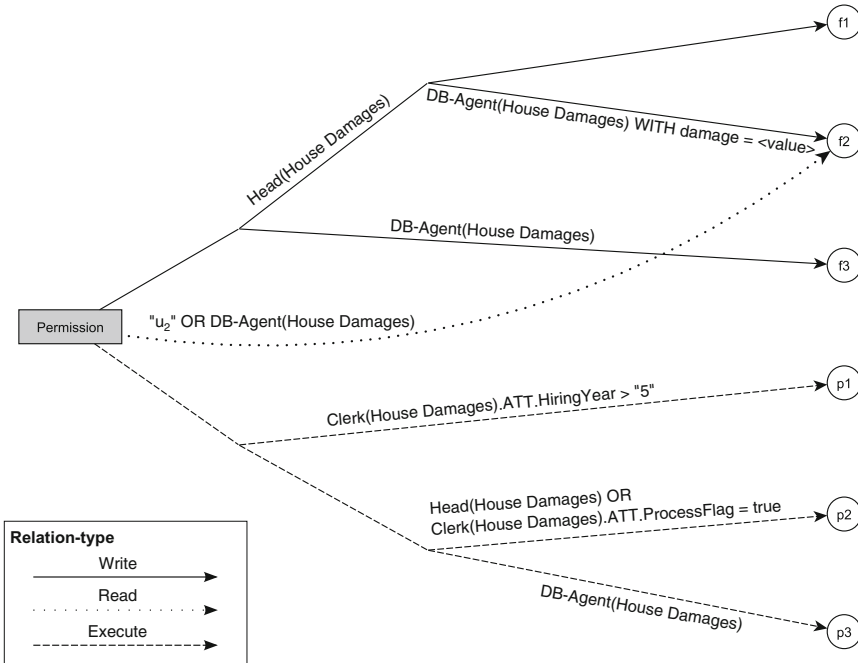 f1
Head(House Damages)
DB-Agent(House Damages) WITH damage = <value>
f2
DB-Agent(House Damages)
f3
Permission
"u₂" OR DB-Agent(House Damages)
Clerk(House Damages).ATT.HiringYear > "5"
p1
Head(House Damages) OR
Clerk(House Damages).ATT.ProcessFlag = true
p2
DB-Agent(House Damages)
p3
Relation-type
Write
Read
Execute